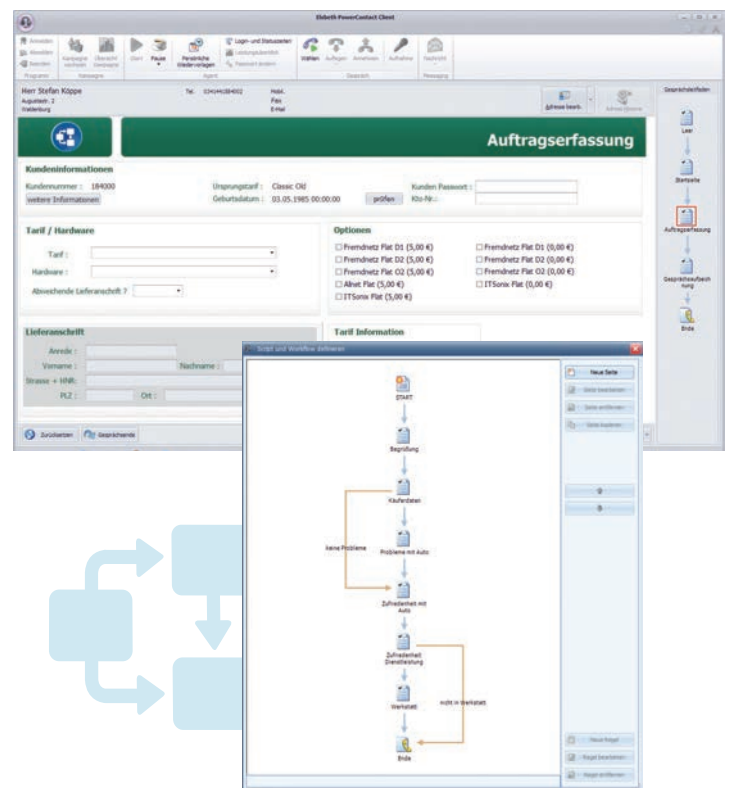 Elsbeth PowerContact Client
Anmelden
Abmelden
Beenden
Kampagne wechseln
Übersicht Kampagne
Start
Pause
Persönliche Wiedervorlagen
Login- und Statuszeiten
Passwort ändern
Wählen
Auflegen
Annehmen
Aufnahme
Nachricht
Programm
Kampagne
Agent
Gespräch
Messaging
Herr Stefan Köppe
Tel.
Mobil.
Augustastr. 2
Fax
Waldenburg
E-Mail
Adresse bearb.
Gesprächsleitfaden
Leer
Startseite
Auftragserfassung
Gesprächsaufzeichnung
Ende
Auftragserfassung
Kundeninformationen
Kundennummer : 184000
Ursprungstarif : Classic Old
Kunden Passwort :
weitere Informationen
Geburtsdatum : 03.05.1985 00:00:00
prüfen
Kto-Nr.:
Tarif / Hardware
Tarif :
Hardware :
Abweichende Lieferanschrift ?
Optionen
Fremdnetz Flat D1 (5,00 €)
Fremdnetz Flat D1 (0,00 €)
Fremdnetz Flat D2 (5,00 €)
Fremdnetz Flat D2 (0,00 €)
Fremdnetz Flat O2 (5,00 €)
Fremdnetz Flat O2 (0,00 €)
Alnet Flat (5,00 €)
ITSonix Flat (0,00 €)
ITSonix Flat (5,00 €)
Lieferanschrift
Tarif Information
Anrede :
Vorname :
Nachname :
Strasse + HNR:
PLZ :
Ort :
Zurücksetzen
Gesprächsende
Script und Workflow definieren
START
Begrüßung
Käuferdaten
keine Probleme
Probleme mit Auto
Zufriedenheit mit
Auto
Zufriedenheit
Dienstleistung
Werkstatt
nicht in Werkstatt
Ende
Neue Seite
Seite bearbeiten
Seite entfernen
Seite kopieren
Neue Regel
Regel bearbeiten
Regel entfernen